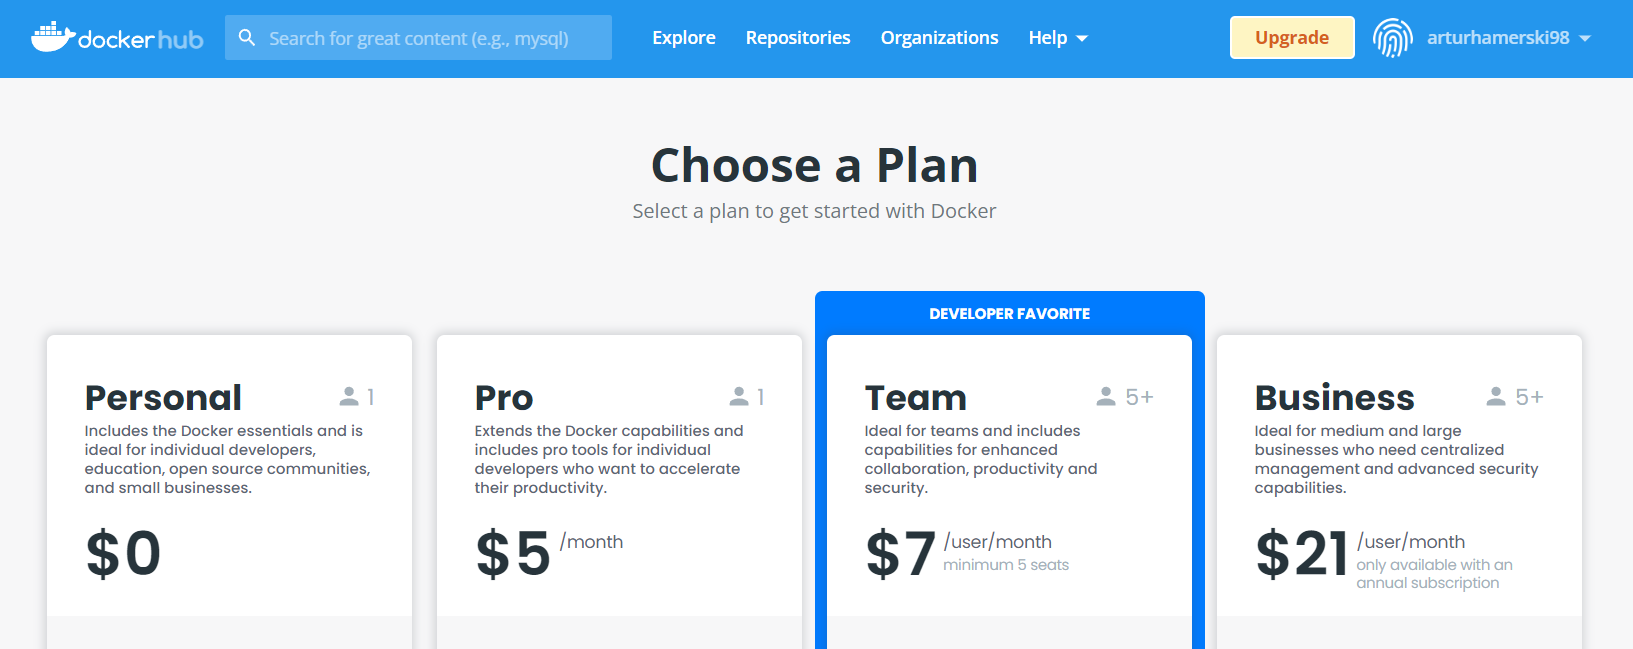 docker hub
Search for great content (e.g., mysql)
Explore
Repositories
Organizations
Help
Upgrade
arturhamerski98
Choose a Plan
Select a plan to get started with Docker
Personal
1
Includes the Docker essentials and is
ideal for individual developers,
education, open source communities,
and small businesses.
$0
Pro
1
Extends the Docker capabilities and
includes pro tools for individual
developers who want to accelerate
their productivity.
$5 /month
DEVELOPER FAVORITE
Team
5+
Ideal for teams and includes
capabilities for enhanced
collaboration, productivity and
security.
$7 /user/month
minimum 5 seats
Business
5+
Ideal for medium and large
businesses who need centralized
management and advanced security
capabilities.
$21 /user/month
only available with an
annual subscription